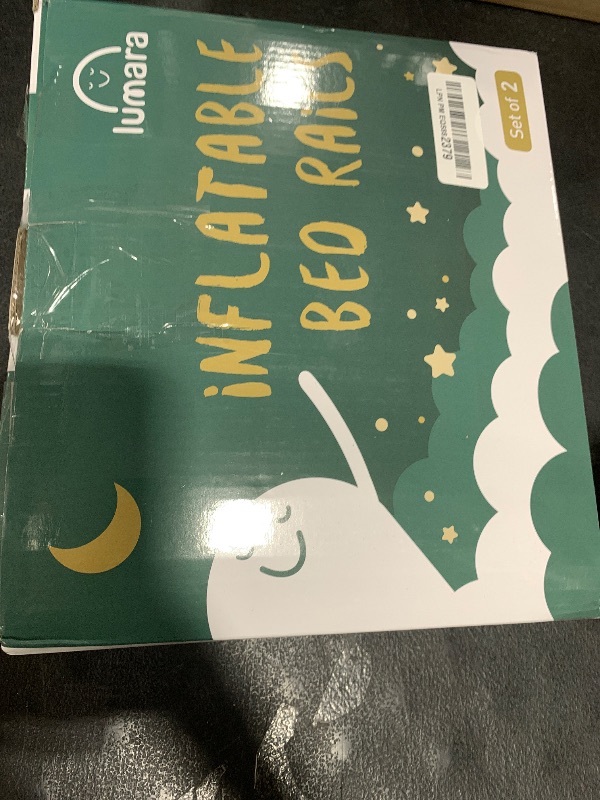 lumara
iNFLATABLE
BED RAiLS
Set of 2